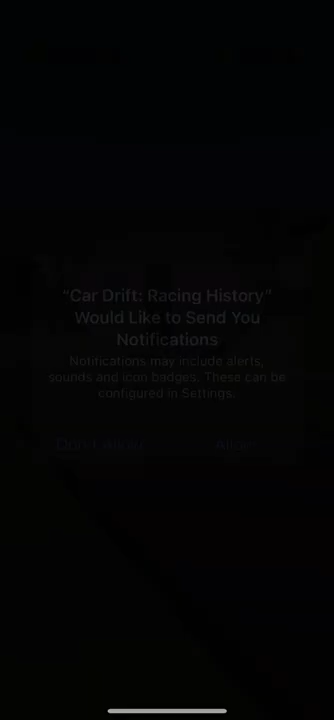 “Car Drift: Racing History”
Would Like to Send You
Notifications
Notifications may include alerts,
sounds and icon badges. These can be
configured in Settings.
Don't Allow
Allow